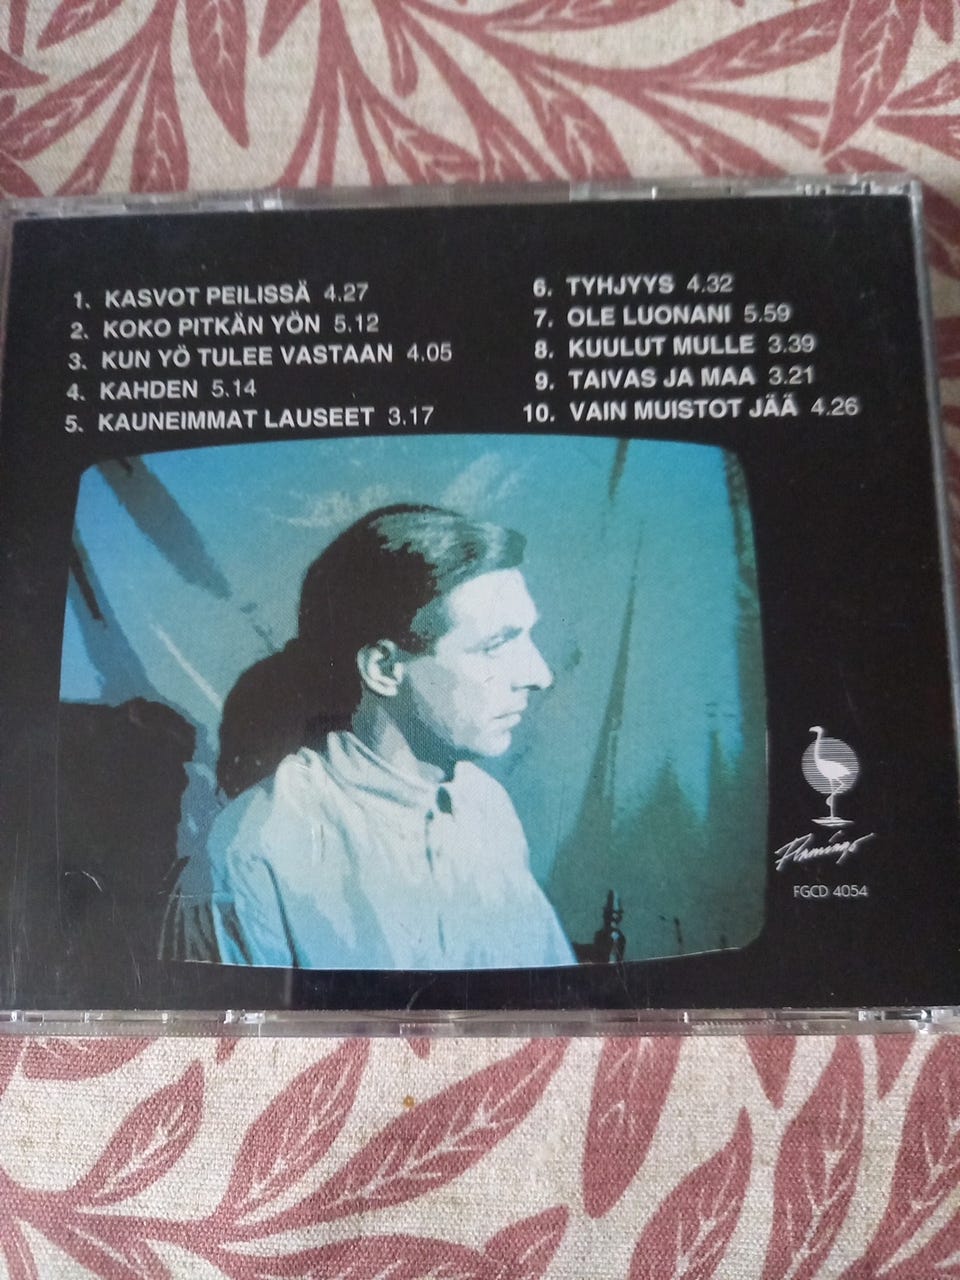 1. KASVOT PEILISSÄ 4.27
2. KOKO PITKÄN YÖN 5.12
3. KUN YÖ TULEE VASTAAN 4.05
4. KAHDEN 5.14
5. KAUNEIMMAT LAUSEET 3.17
6. TYHJYYS 4.32
7. OLE LUONANI 5.59
8. KUULUT MULLE 3.39
9. TAIVAS JA MAA 3.21
10. VAIN MUISTOT JÄÄ 4.26
Flamingo
FGCD 4054